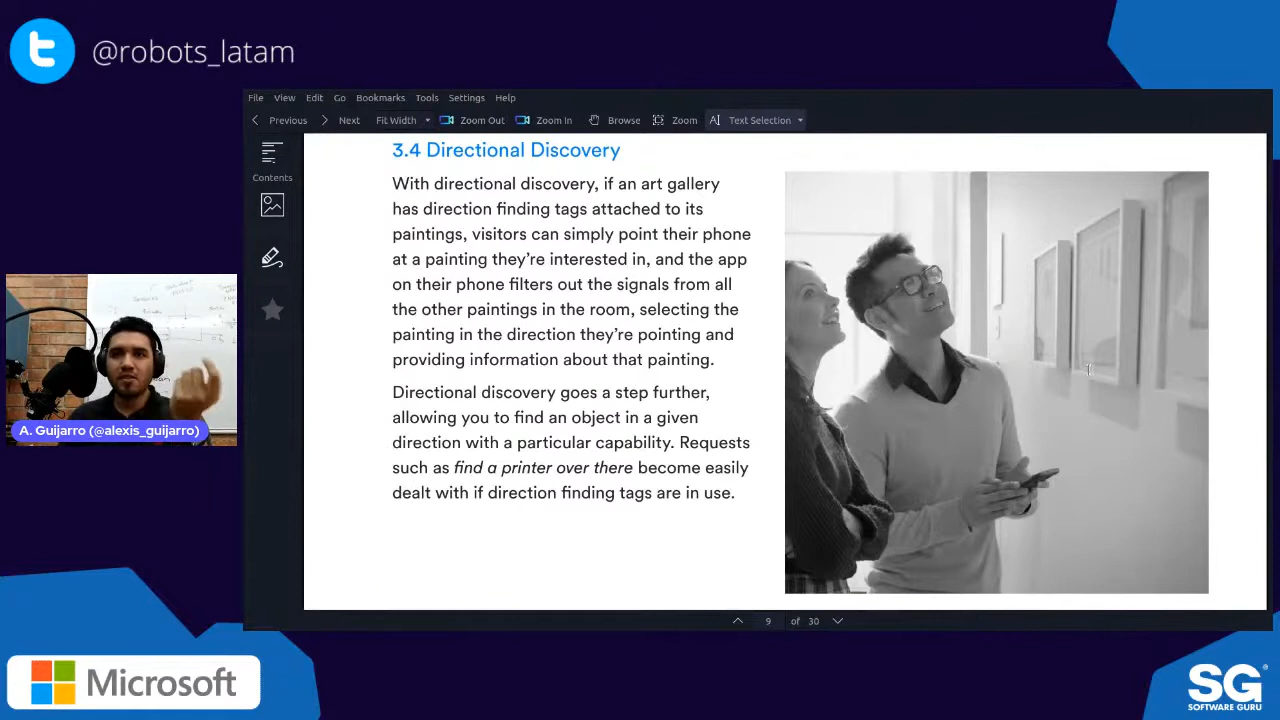 @robots_latam
File View Edit Go Bookmarks Tools Settings Help
Previous Next Fit Width Zoom Out Zoom In Browse Zoom Text Selection
Contents
3.4 Directional Discovery
With directional discovery, if an art gallery
has direction finding tags attached to its
paintings, visitors can simply point their phone
at a painting they're interested in, and the app
on their phone filters out the signals from all
the other paintings in the room, selecting the
painting in the direction they're pointing and
providing information about that painting.
Directional discovery goes a step further,
allowing you to find an object in a given
direction with a particular capability. Requests
such as find a printer over there become easily
dealt with if direction finding tags are in use.
A. Guijarro (@alexis_guijarro)
9 of 30
Microsoft
SG
SOFTWARE GURU